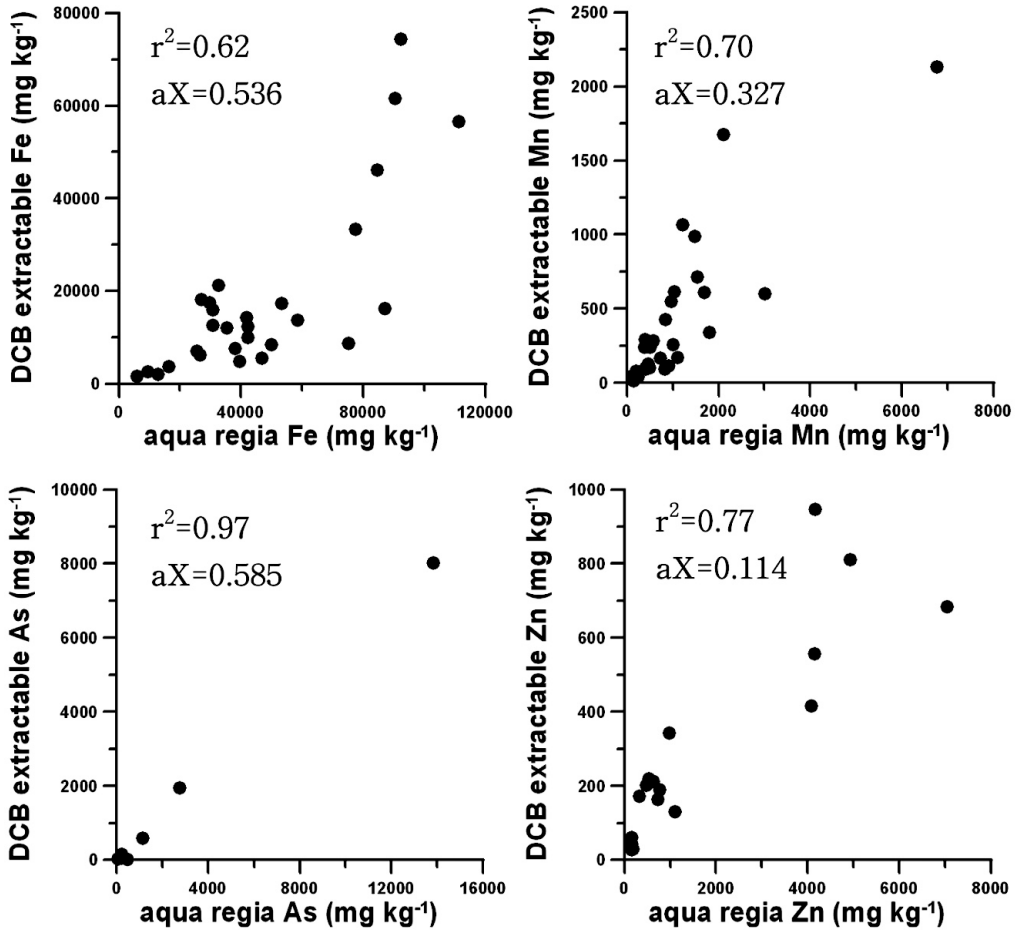 80000
60000
40000
20000
0
DCB extractable Fe (mg kg⁻¹)
r²=0.62
aX=0.536
0 40000 80000 120000
aqua regia Fe (mg kg⁻¹)
2500
2000
1500
1000
500
0
DCB extractable Mn (mg kg⁻¹)
r²=0.70
aX=0.327
0 2000 4000 6000 8000
aqua regia Mn (mg kg⁻¹)
10000
8000
6000
4000
2000
0
DCB extractable As (mg kg⁻¹)
r²=0.97
aX=0.585
0 4000 8000 12000 16000
aqua regia As (mg kg⁻¹)
1000
800
600
400
200
0
DCB extractable Zn (mg kg⁻¹)
r²=0.77
aX=0.114
0 2000 4000 6000 8000
aqua regia Zn (mg kg⁻¹)